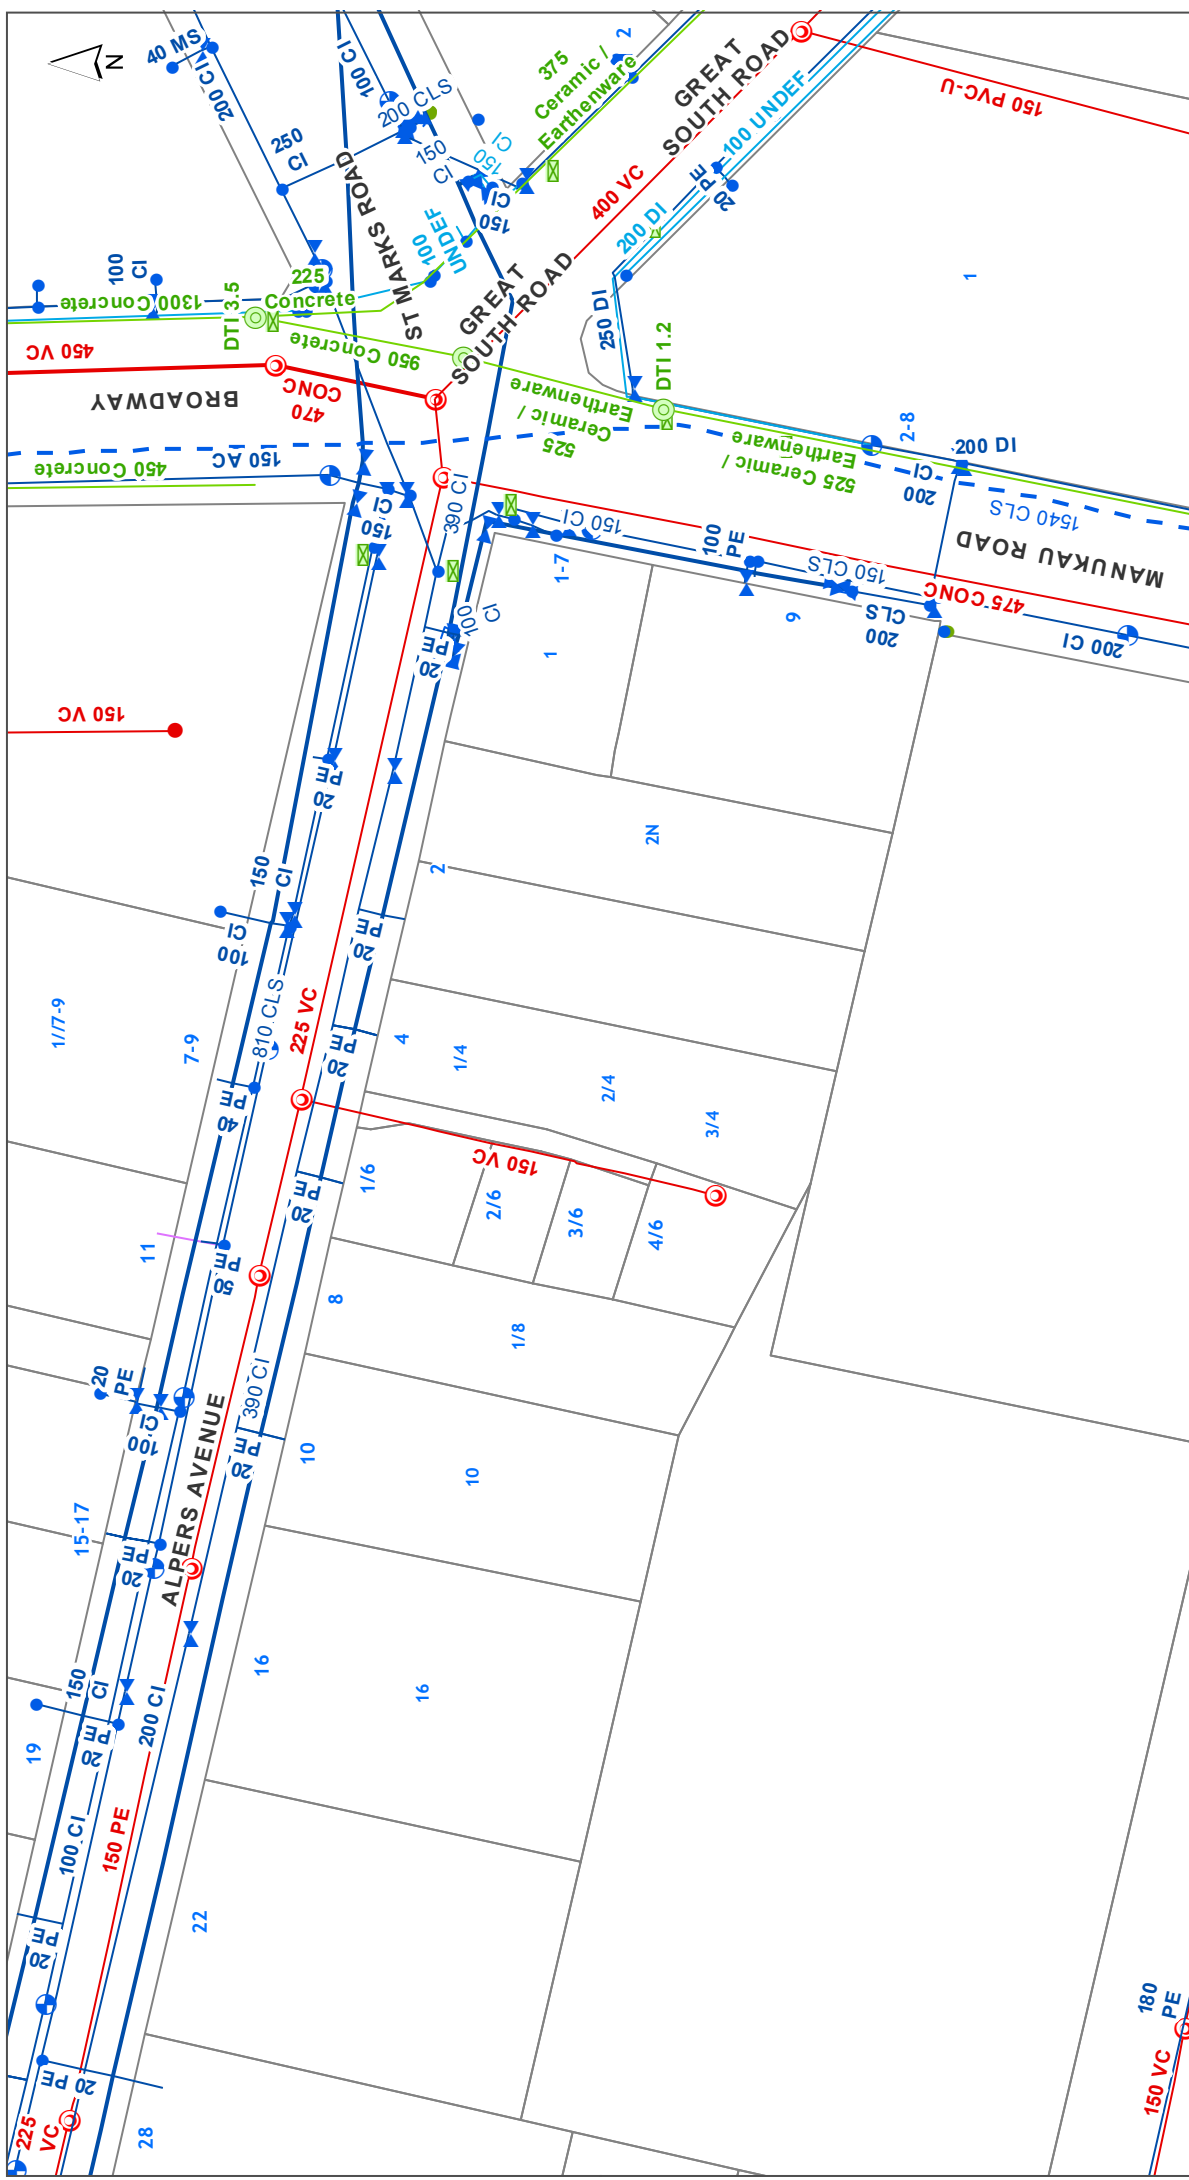 N
40 MS
200 CI
250
CI
100 CI
200 CLS
150
CI
150
CI
150
CI
375
Ceramic /
Earthenware
2
GREAT
SOUTH ROAD
150 PVC-U
100 UNDEF
20 PE
400 VC
200 DI
ST MARKS ROAD
100
UNDEF
100
CI
225
Concrete
1300 Concrete
DTI 3.5
950 Concrete
GREAT
SOUTH ROAD
250 DI
DTI 1.2
1
450 VC
BROADWAY
470
CONC
525
Ceramic /
Earthenware
525 Ceramic /
Earthenware
2-8
200 DI
200
CI
1540 CLS
MANUKAU ROAD
450 Concrete
150 AC
150
CI
390 CI
150 CI
100
PE
1-7
150 CLS
9
475 CONC
200
CLS
200 CI
100
CI
20
PE
1
150 VC
20
PE
2N
2
150
CI
100
CI
20
PE
810 CLS
225 VC
1//7-9
7-9
20
PE
4
1/4
2/4
3/4
40
PE
150 VC
20
PE
1/6
2/6
3/6
4/6
11
50
PE
8
1/8
20
PE
100
CI
390 CI
ALPERS AVENUE
20
PE
10
10
15-17
20
PE
16
16
150
CI
200 CI
19
20
PE
100 CI
150 PE
22
20
PE
20 PE
225
VC
28
180
PE
150 VC